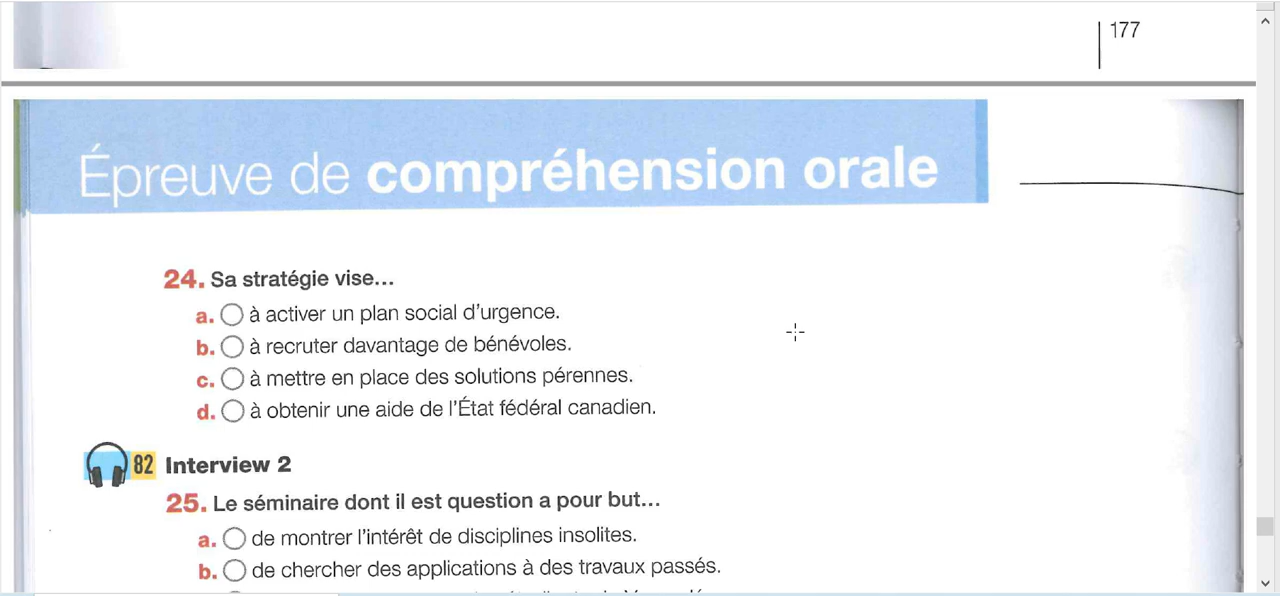 177
Épreuve de compréhension orale
24. Sa stratégie vise...
a. à activer un plan social d'urgence.
b. à recruter davantage de bénévoles.
c. à mettre en place des solutions pérennes.
d. à obtenir une aide de l'État fédéral canadien.
82 Interview 2
25. Le séminaire dont il est question a pour but...
a. de montrer l'intérêt de disciplines insolites.
b. de chercher des applications à des travaux passés.